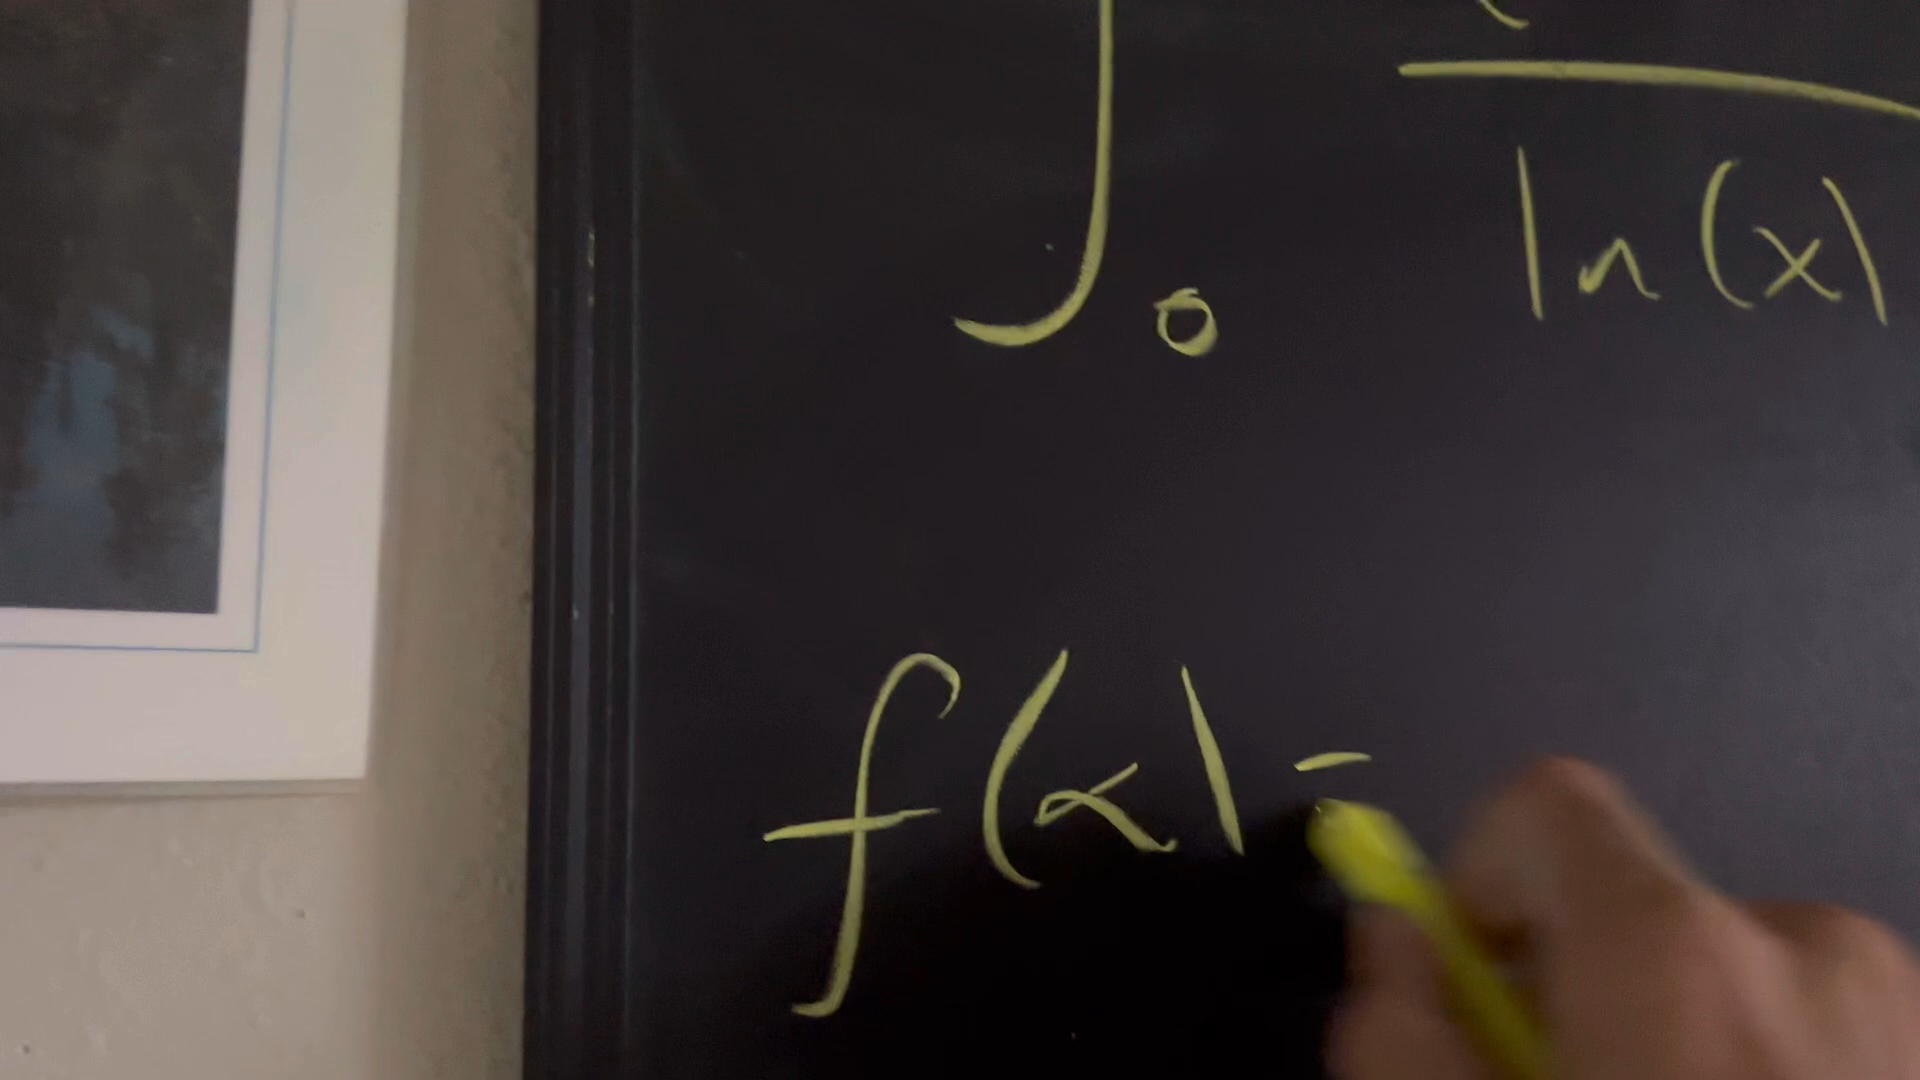 ∫₀ ln(x)
f(α) =